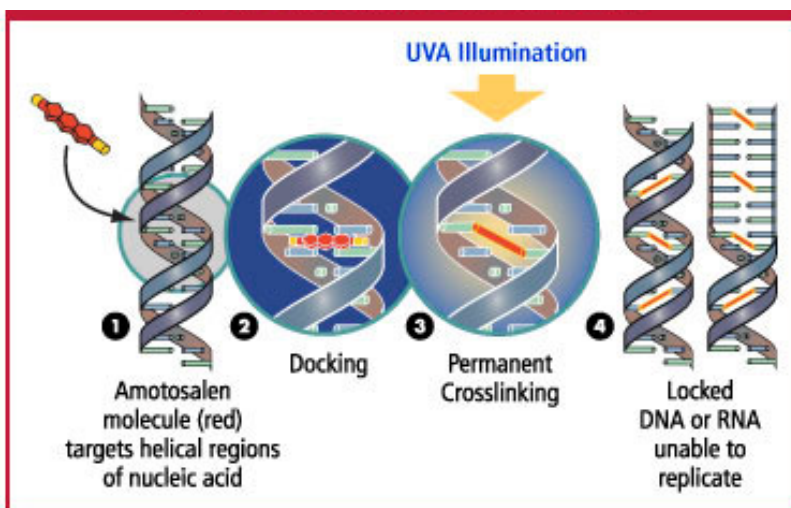 UVA Illumination
1
2
3
4
Amotosalen
molecule (red)
targets helical regions
of nucleic acid
Docking
Permanent
Crosslinking
Locked
DNA or RNA
unable to
replicate